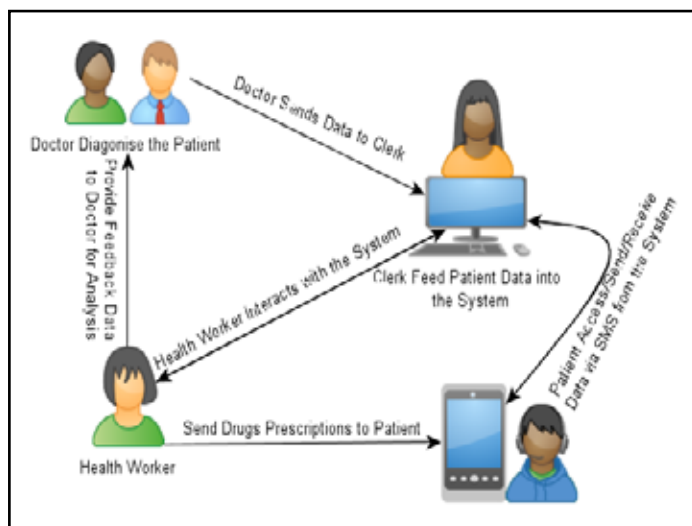 Doctor Sends Data to Clerk
Doctor Diagonise the Patient
Provide Feedback Data
to Doctor for Analysis
Health Worker Interacts with the System
Clerk Feed Patient Data into
the System
Patient Access/Send/Receive
Data via SMS from the System
Send Drugs Prescriptions to Patient
Health Worker